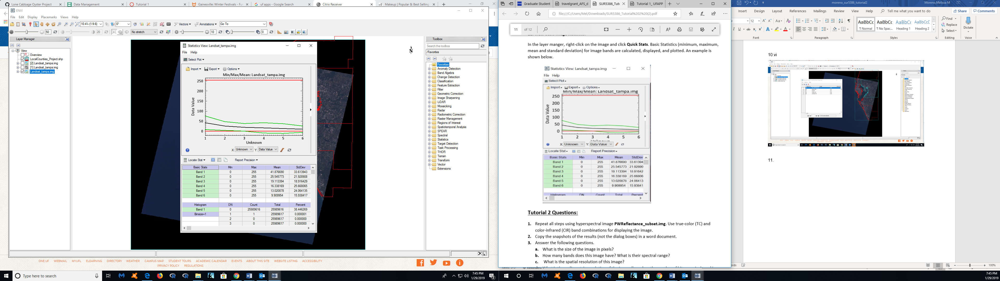 Lone Cabbage Oyster Project
Data Management
Tutorial 1
Gainesville: Winter Festivals - Fun
uf apps - Google Search
Citrix Receiver
Makeup | Popular & Best Selling
ENVI
File Edit Display Placemarks Views Help
10.4% (1:9.6) 0° Vectors Annotations Go To
50 20 No stretch 10 0
Layer Manager
View
Overview
LocalCounties_Project.shp
[2] Landsat_tampa.img
[1] Landsat_tampa.img
Landsat_tampa.img
Statistics View: Landsat_tampa.img
File Help
Select Plot
Import Export Options
Min/Max/Mean: Landsat_tampa.img
250
200
150
100
50
0
Data Value
1 2 3 4 5 6
Unknown
X: Unknown Y: Data Value
Locate Stat Report Precision
Basic Stats Min Max Mean StdDev
Band 1 0 255 41.876690 33.613943
Band 2 0 255 25.545773 21.928908
Band 3 0 255 19.113394 18.916429
Band 4 0 255 16.338169 25.668065
Band 5 0 255 13.020878 24.064135
Band 6 0 255 9.909954 15.938417
Histogram DN Count Total Percent
Band 1 0 25989616 25989616 38.446269
Binsize=1 1 1 25989617 0.000001
2 0 25989617 0.000000
3 0 25989617 0.000000
N
Toolbox
Search the toolbox
/Favorites
Favorites
Anomaly Detection
Band Algebra
Change Detection
Classification
Feature Extraction
Filter
Geometric Correction
Image Sharpening
LiDAR
Mosaicking
Radar
Radiometric Correction
Raster Management
Regions of Interest
Spatiotemporal Analysis
SPEAR
Spectral
Statistics
Target Detection
Task Processing
THOR
Terrain
Transform
Vector
Extensions
ONE UF WEBMAIL MYUFL ELEARNING DIRECTORY WEATHER CAMPUS MAP STUDENT TOURS ACADEMIC CALENDAR EVENTS ABOUT THIS SITE WEBSITE LISTING ACCESSIBILITY
PRIVACY POLICY REGULATIONS
Type here to search
7:45 PM
1/29/2019
Graduate Student
travelgrant_AFS_d
SUR5386_Tut
Tutorial 1_ UFAPP
file:///C:/Users/Mel/Downloads/SUR5386_Tutorial%202%20(2).pdf
11 of 12
In the layer manger, right-click on the image and click Quick Stats. Basic Statistics (minimum, maximum,
mean and standard deviation) for image bands are calculated, displayed, and plotted. An example is
shown below.
Statistics View: Landsat_tampa.img
File Help
Select Plot
Import Export Options
Min/Max/Mean: Landsat_tampa.img
250
200
150
100
50
0
Data Value
1 2 3 4 5 6
X: Unknown Y: Data Value
Locate Stat Report Precision
Basic Stats Min Max Mean StdDev
Band 1 0 255 41.876690 33.61394
Band 2 0 255 25.545773 21.92890
Band 3 0 255 19.113394 18.91642
Band 4 0 255 16.338169 25.66806
Band 5 0 255 13.020878 24.06413
Band 6 0 255 9.909954 15.93841
Histogram DN Count Total Percent
Tutorial 2 Questions:
1. Repeat all steps using hyperspectral image PWReflectance_subset.img. Use true-color (TC) and
color-infrared (CIR) band combinations for displaying the image.
2. Copy the snapshots of the results (not the dialog boxes) in a word document.
3. Answer the following questions.
a. What is the size of the image in pixels?
b. How many bands does this image have? What is their spectral range?
c. What is the spatial resolution of this image?
moreno_sur5386_tutorial2
Moreno,Melissa M
Insert Design Layout References Mailings Review View Help Tell me what you want to do Share Comments
12
AaBbCc AaBbCc AaBbCc AaBbCcE
¶ Normal ¶ No Spac... Heading 1 Heading 2
Find
Replace
Select
Dictate
Font Paragraph Styles Editing Voice
10.vi
11.
100%
7:45 PM
1/29/2019